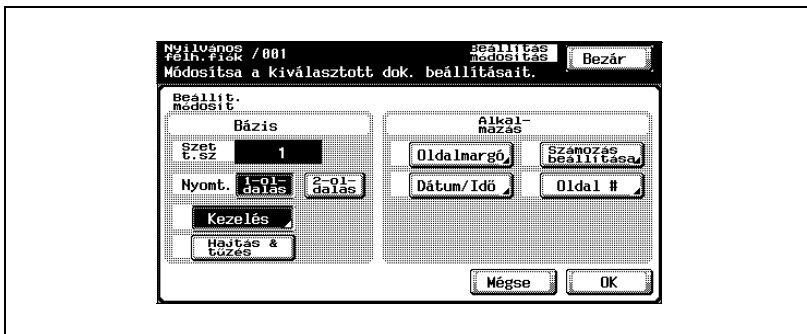 Nyilvános
felh.fiók /001
Beállítás
módosítás
Bezár
Módosítsa a kiválasztott dok. beállításait.
Beállít.
módosít
Bázis
Szet
t.sz
1
Nyomt.
1-ol-
dalas
2-ol-
dalas
Kezelés
Hajtás &
tűzés
Alkal-
mazás
Oldalmargó
Számozás
beállítása
Dátum/Idő
Oldal #
Mégse
OK